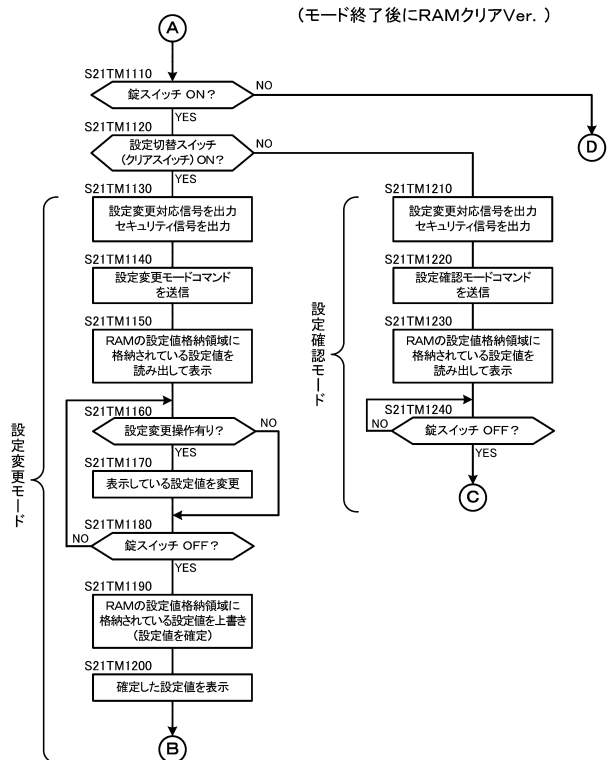 (モード終了後にRAMクリアVer. )
A
S21TM1110
錠スイッチ ON?
NO
YES
D
S21TM1120
設定切替スイッチ
(クリアスイッチ) ON?
NO
YES
設定変更モード
S21TM1130
設定変更対応信号を出力
セキュリティ信号を出力
S21TM1140
設定変更モードコマンド
を送信
S21TM1150
RAMの設定値格納領域に
格納されている設定値を
読み出して表示
S21TM1160
設定変更操作有り?
NO
YES
S21TM1170
表示している設定値を変更
S21TM1180
NO
錠スイッチ OFF?
YES
S21TM1190
RAMの設定値格納領域に
格納されている設定値を上書き
(設定値を確定)
S21TM1200
確定した設定値を表示
B
設定確認モード
S21TM1210
設定変更対応信号を出力
セキュリティ信号を出力
S21TM1220
設定確認モードコマンド
を送信
S21TM1230
RAMの設定値格納領域に
格納されている設定値を
読み出して表示
S21TM1240
NO
錠スイッチ OFF?
YES
C